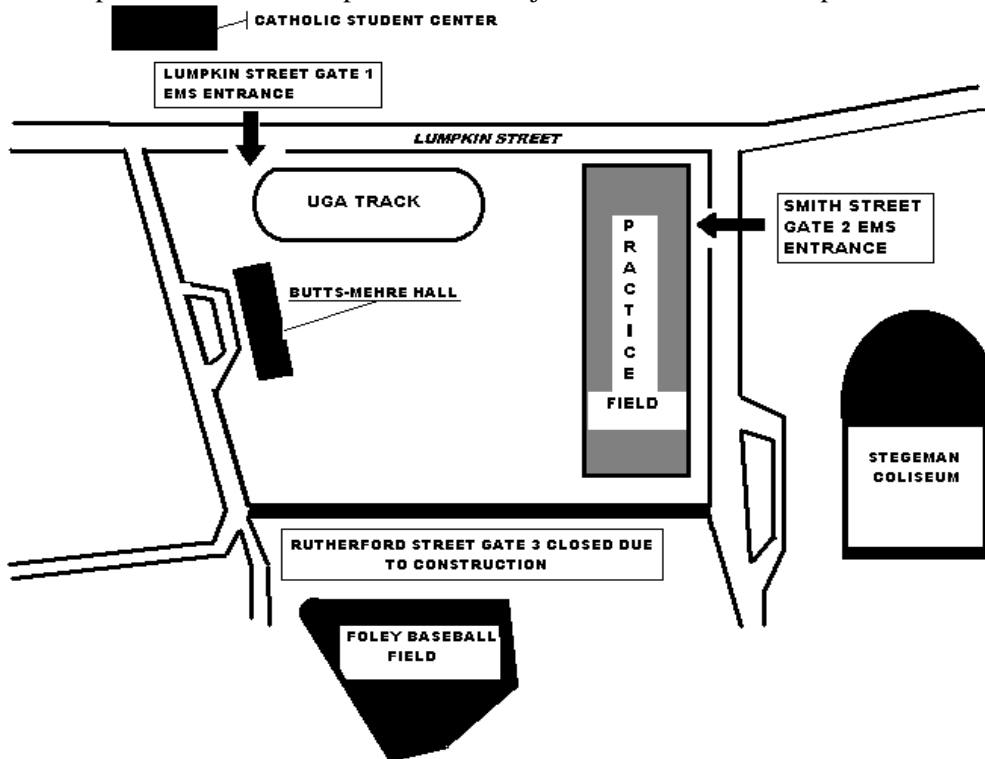 CATHOLIC STUDENT CENTER
LUMPKIN STREET GATE 1
EMS ENTRANCE
LUMPKIN STREET
UGA TRACK
PRACTICE
FIELD
SMITH STREET
GATE 2 EMS
ENTRANCE
BUTTS-MEHRE HALL
STEGEMAN
COLISEUM
RUTHERFORD STREET GATE 3 CLOSED DUE
TO CONSTRUCTION
FOLEY BASEBALL
FIELD